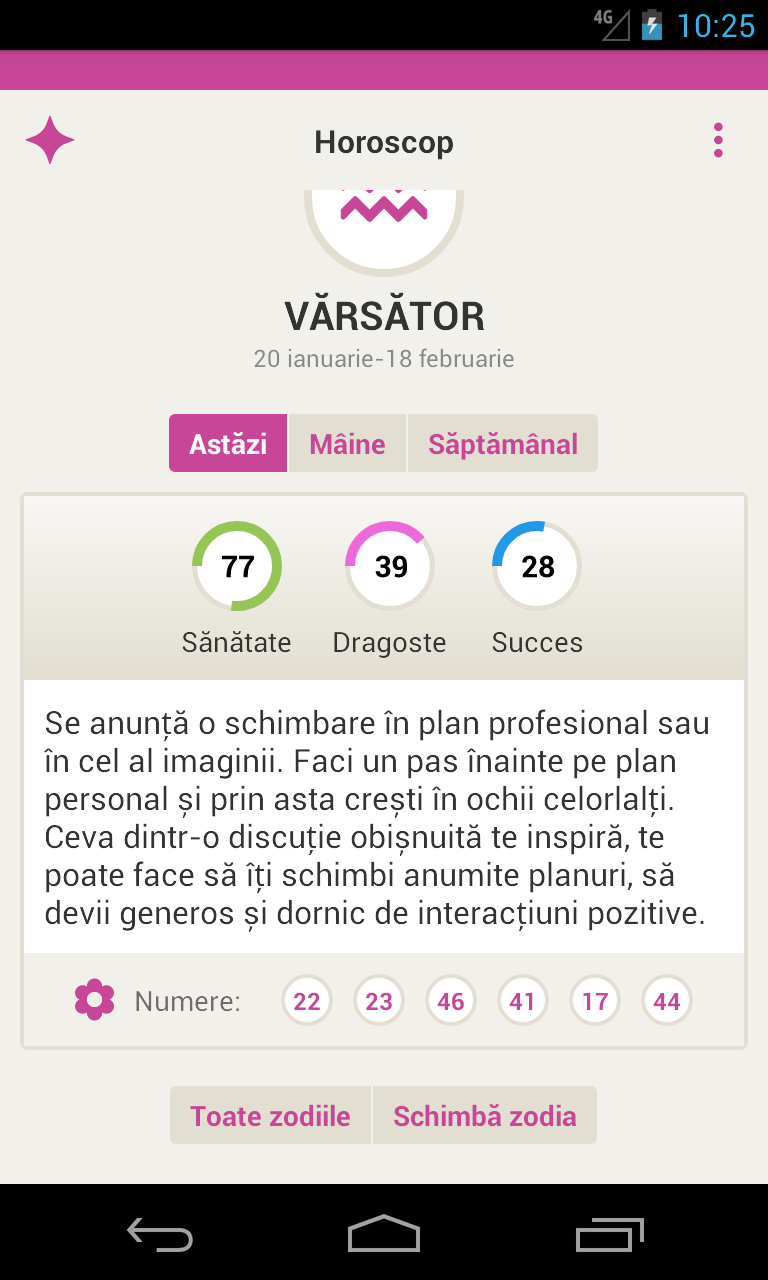 4G
10:25
Horoscop
VĂRSĂTOR
20 ianuarie-18 februarie
Astăzi Mâine Săptămânal
77 39 28
Sănătate Dragoste Succes
Se anunță o schimbare în plan profesional sau
în cel al imaginii. Faci un pas înainte pe plan
personal și prin asta crești în ochii celorlalți.
Ceva dintr-o discuție obișnuită te inspiră, te
poate face să îți schimbi anumite planuri, să
devii generos și dornic de interacțiuni pozitive.
Numere: 22 23 46 41 17 44
Toate zodiile Schimbă zodia